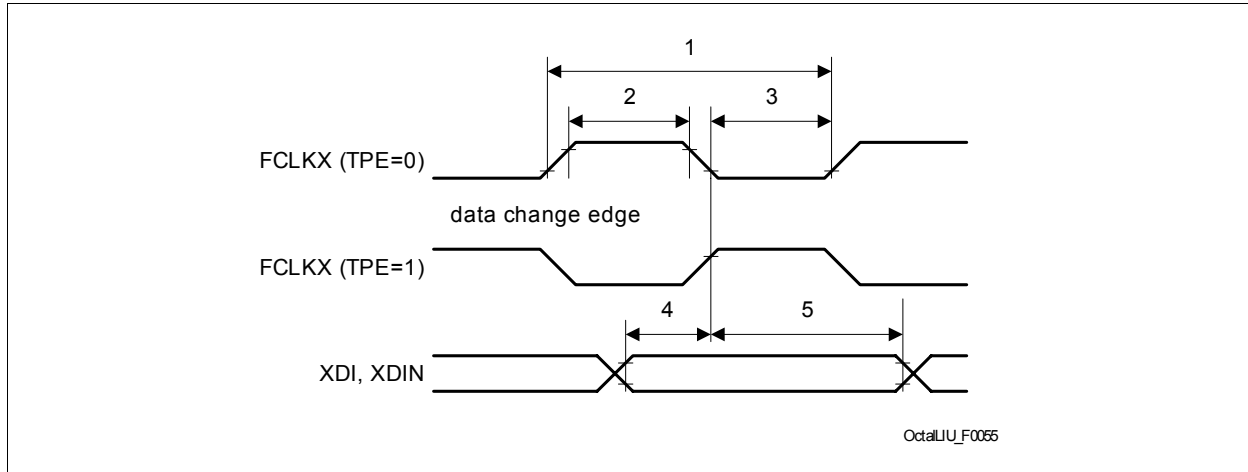 1
2 3
FCLKX (TPE=0)
data change edge
FCLKX (TPE=1)
4 5
XDI, XDIN
OctalLIU_F0055